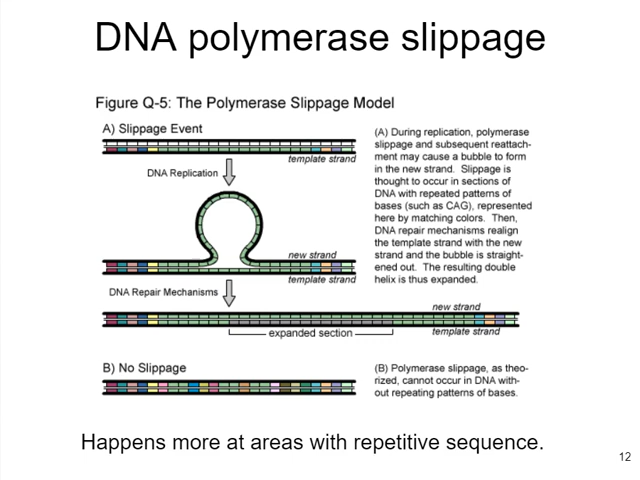 DNA polymerase slippage
Figure Q-5: The Polymerase Slippage Model
A) Slippage Event
template strand
DNA Replication
new strand
template strand
DNA Repair Mechanisms
new strand
expanded section
template strand
(A) During replication, polymerase
slippage and subsequent reattach-
ment may cause a bubble to form
in the new strand. Slippage is
thought to occur in sections of
DNA with repeated patterns of
bases (such as CAG), represented
here by matching colors. Then,
DNA repair mechanisms realign
the template strand with the new
strand and the bubble is straight-
ened out. The resulting double
helix is thus expanded.
B) No Slippage
(B) Polymerase slippage, as theo-
rized, cannot occur in DNA with-
out repeating patterns of bases.
Happens more at areas with repetitive sequence.
12